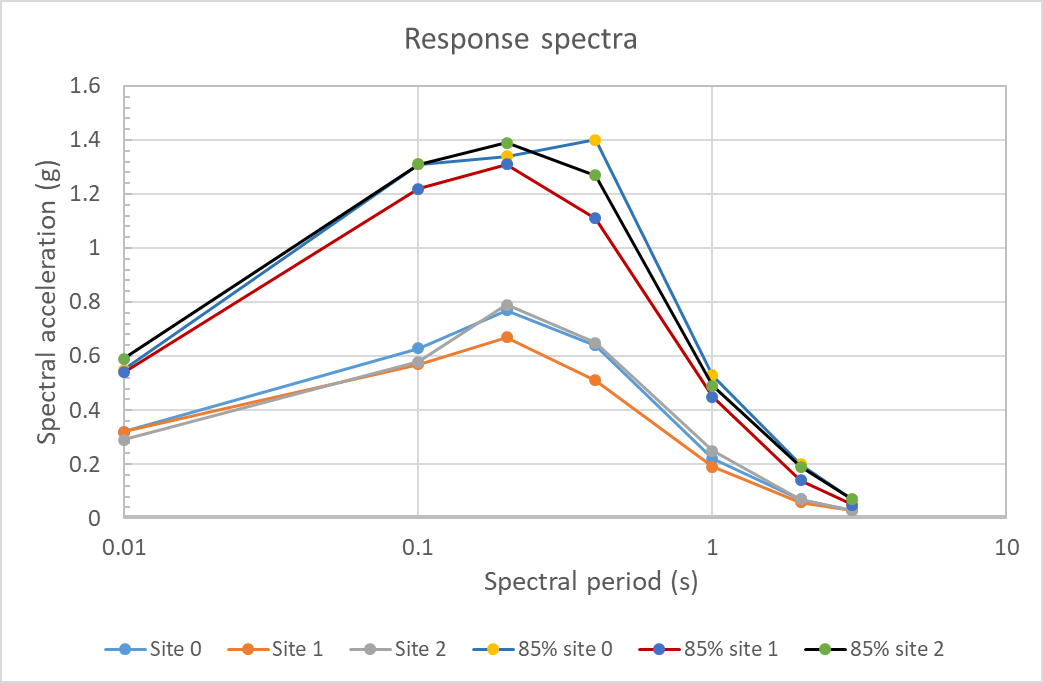 Response spectra
1.6
1.4
1.2
1
0.8
0.6
0.4
0.2
0
Spectral acceleration (g)
0.01 0.1 1 10
Spectral period (s)
Site 0 Site 1 Site 2 85% site 0 85% site 1 85% site 2